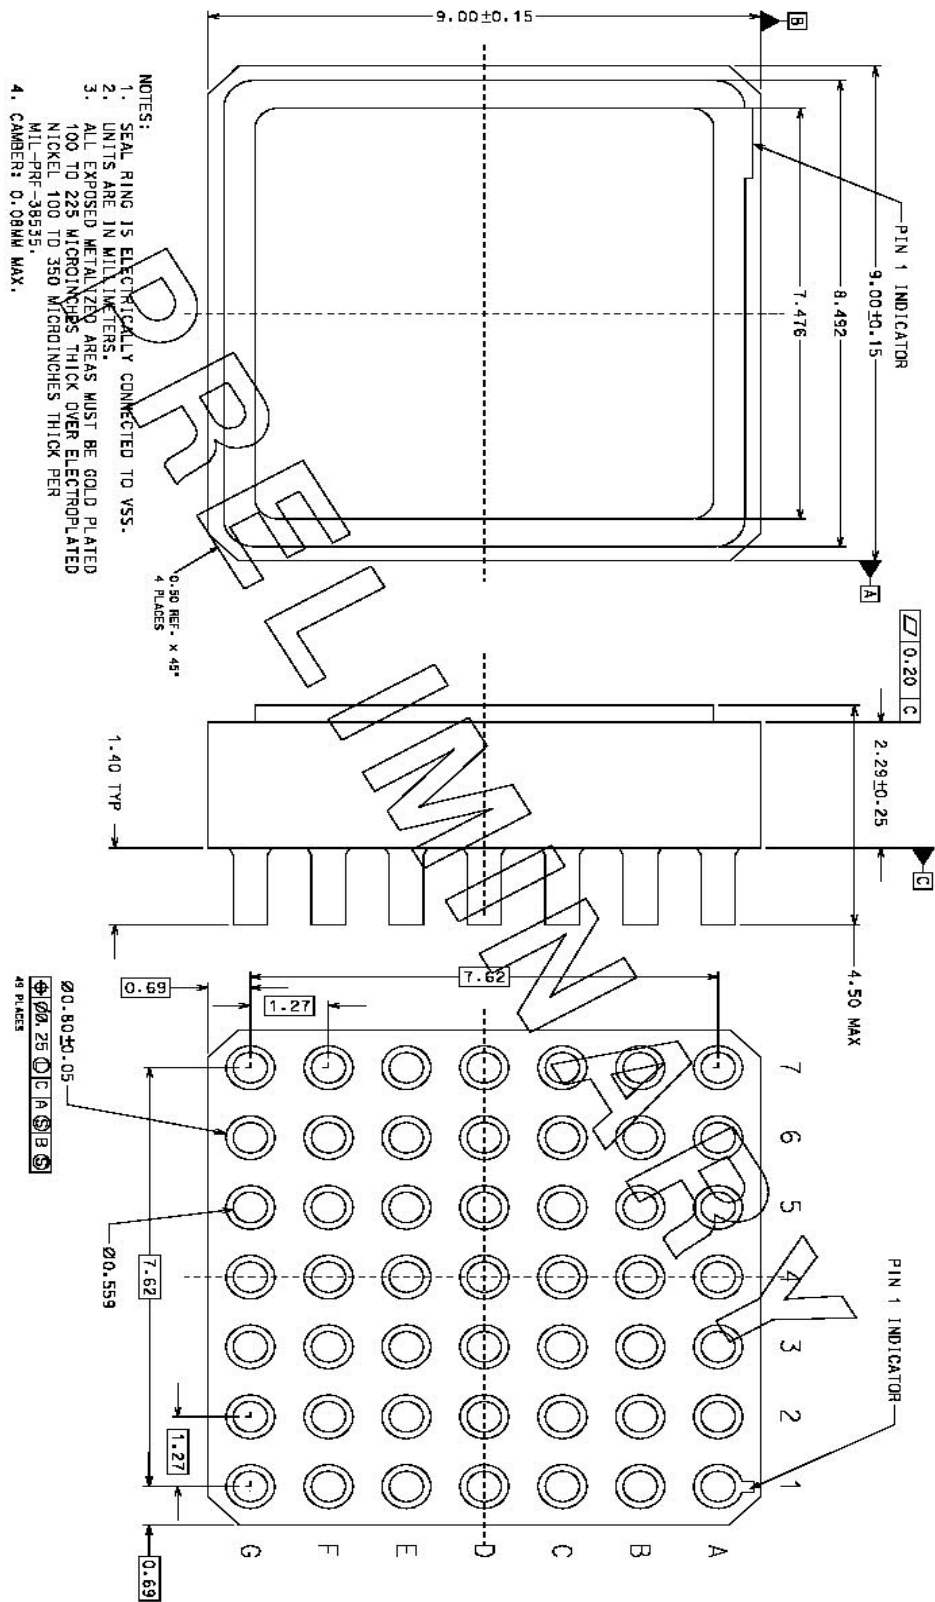 9.00±0.15
B
9.00±0.15
8.492
7.476
PIN 1 INDICATOR
A
0.50 REF. X 45°
4 PLACES
NOTES:
1. SEAL RING IS ELECTRICALLY CONNECTED TO VSS.
2. UNITS ARE IN MILLIMETERS.
3. ALL EXPOSED METALIZED AREAS MUST BE GOLD PLATED
100 TO 225 MICROINCHES THICK OVER ELECTROPLATED
NICKEL 100 TO 350 MICROINCHES THICK PER
MIL-PRF-38535.
4. CAMBER: 0.08MM MAX.
PRELIMINARY
⏥ 0.20 C
2.29±0.25
C
4.50 MAX
1.40 TYP
7.62
1.27
0.69
Ø0.80±0.05
⌖ Ø0.25 Ⓓ C A Ⓢ B Ⓢ
49 PLACES
Ø0.559
7.62
1.27
0.69
PIN 1 INDICATOR
7 6 5 4 3 2 1
A
B
C
D
E
F
G